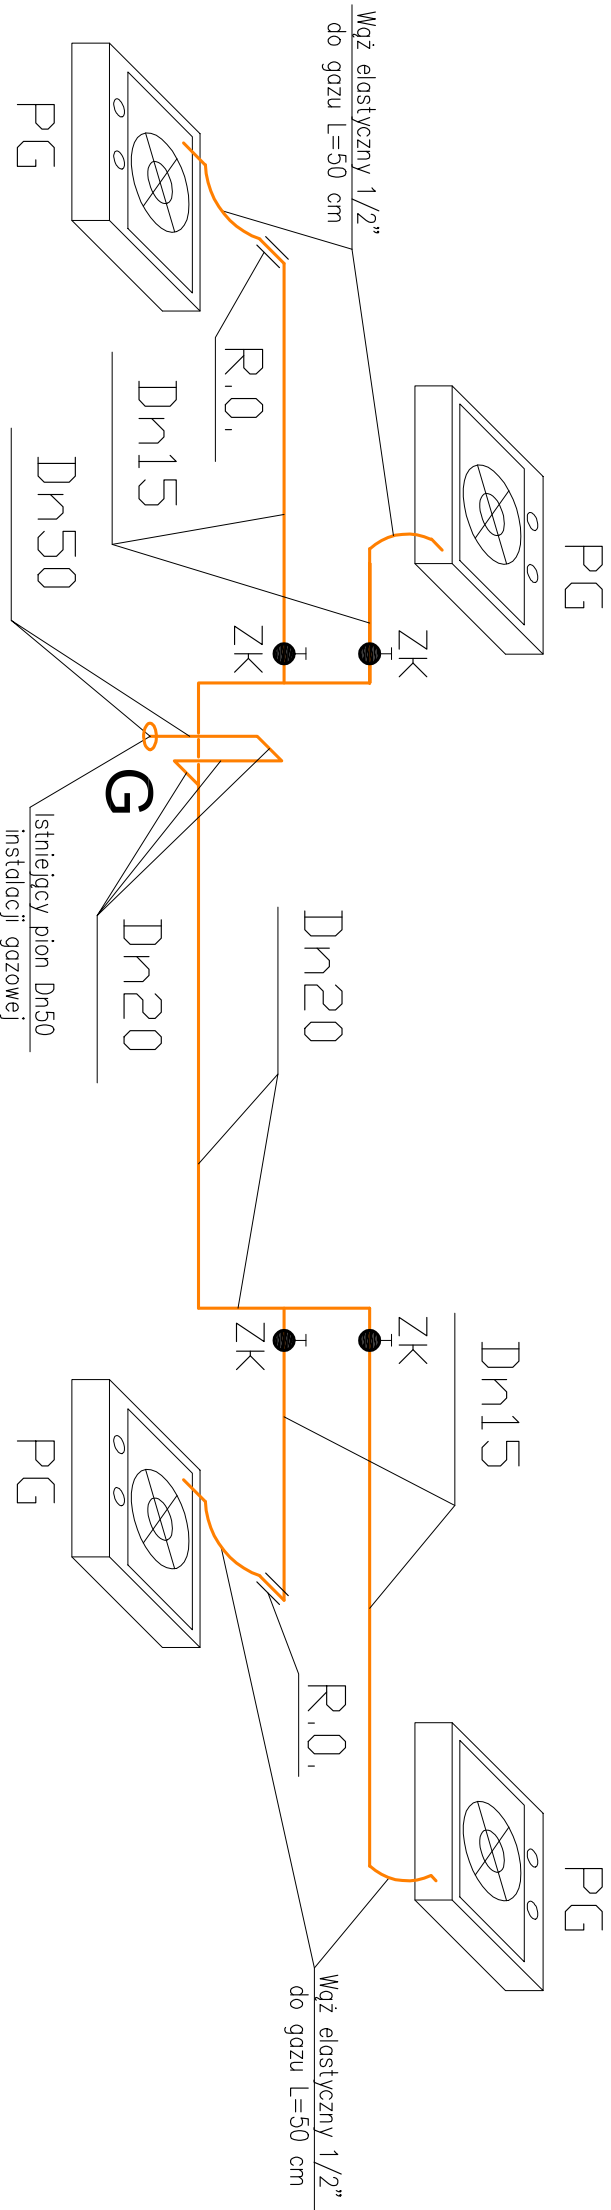 Wąż elastyczny 1/2"
do gazu L=50 cm
PG
PG
R.O.
Dn15
ZK
ZK
Dn50
G
Istniejący pion Dn50
instalacji gazowej
Dn20
Dn20
ZK
ZK
Dn15
PG
R.O.
PG
Wąż elastyczny 1/2"
do gazu L=50 cm